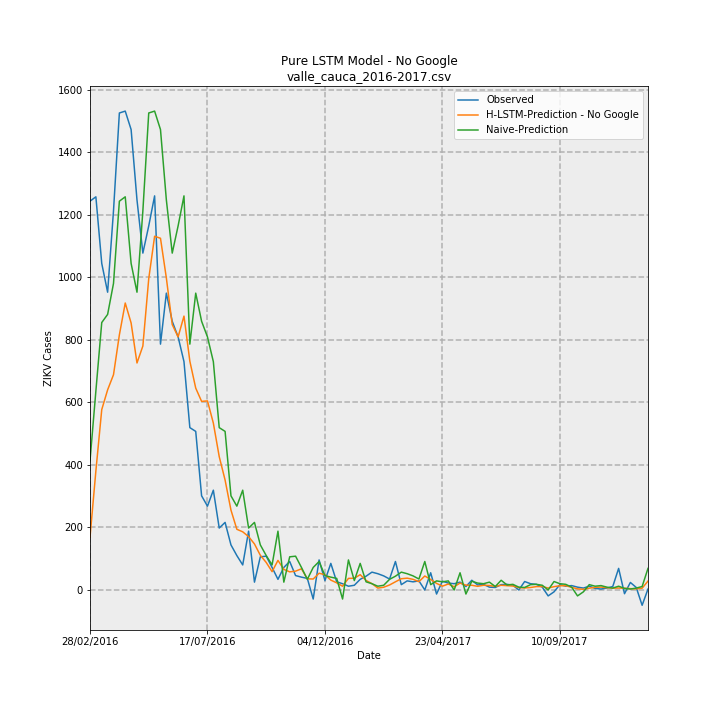 Pure LSTM Model - No Google
valle_cauca_2016-2017.csv
Observed
H-LSTM-Prediction - No Google
Naive-Prediction
1600
1400
1200
1000
800
600
400
200
0
ZIKV Cases
28/02/2016
17/07/2016
04/12/2016
23/04/2017
10/09/2017
Date